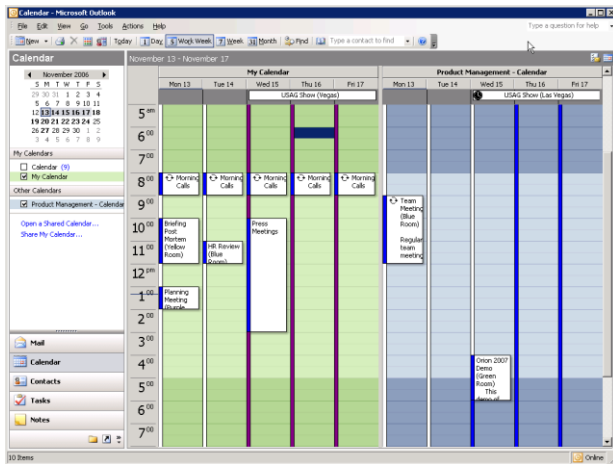 Calendar - Microsoft Outlook
File Edit View Go Tools Actions Help
Type a question for help
New Today Day Work Week Week Month Find Type a contact to find
Calendar
November 13 - November 17
November 2006
S M T W T F S
29 30 31 1 2 3 4
5 6 7 8 9 10 11
12 13 14 15 16 17 18
19 20 21 22 23 24 25
26 27 28 29 30 1 2
3 4 5 6 7 8 9
My Calendars
Calendar (9)
My Calendar
Other Calendars
Product Management - Calendar
Open a Shared Calendar...
Share My Calendar...
Mail
Calendar
Contacts
Tasks
Notes
My Calendar
Mon 13 Tue 14 Wed 15 Thu 16 Fri 17
USAG Show (Vegas)
Product Management - Calendar
Mon 13 Tue 14 Wed 15 Thu 16 Fri 17
USAG Show (Las Vegas)
5 am
6 00
7 00
8 00
9 00
10 00
11 00
12 pm
1 00
2 00
3 00
4 00
5 00
6 00
7 00
Morning
Calls
Morning
Calls
Morning
Calls
Morning
Calls
Morning
Calls
Briefing
Post
Mortem
(Yellow
Room)
HR Review
(Blue
Room)
Press
Meetings
Planning
Meeting
(Purple
Team
Meeting
(Blue
Room)
Regular
team
meeting
Orion 2007
Demo
(Green
Room)
This
demo of
10 Items
Online